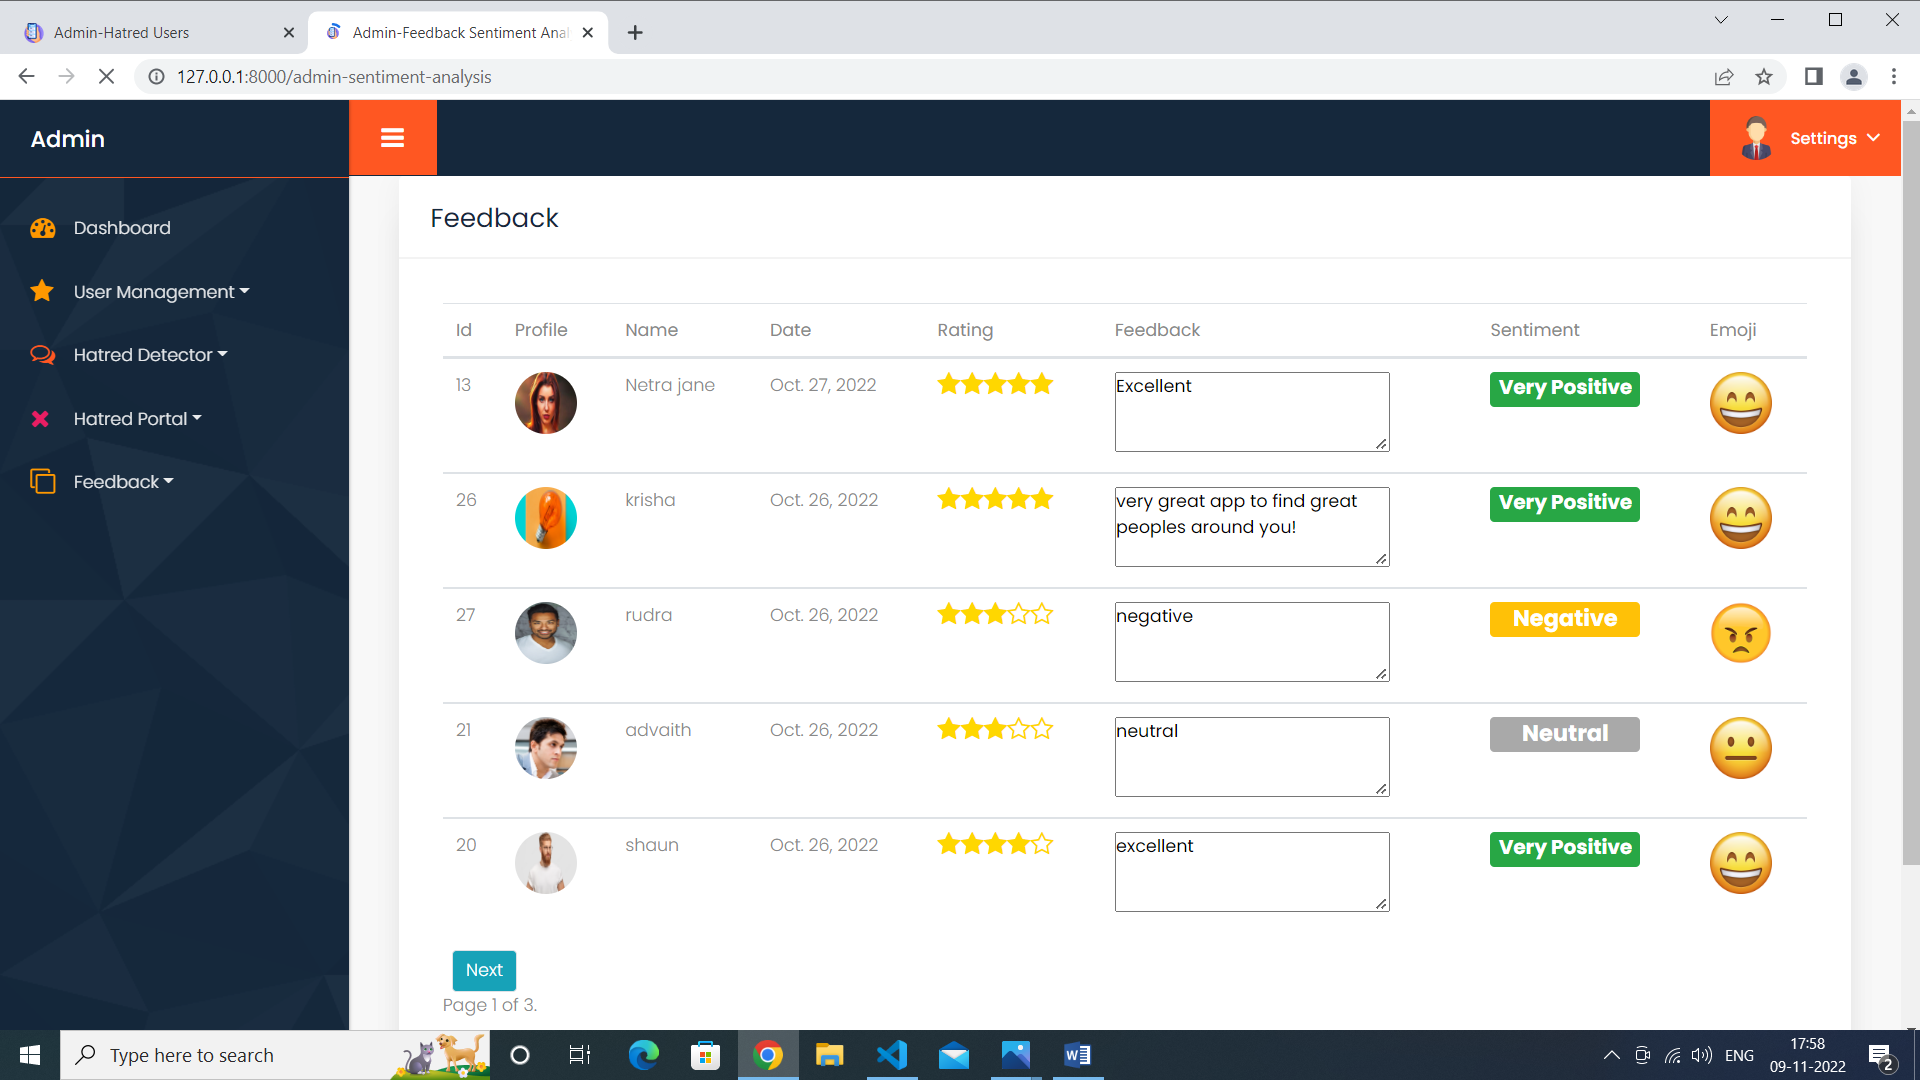 Admin-Hatred Users
Admin-Feedback Sentiment Anal
127.0.0.1:8000/admin-sentiment-analysis
Admin
Settings
Dashboard
User Management
Hatred Detector
Hatred Portal
Feedback
Feedback
Id Profile Name Date Rating Feedback Sentiment Emoji
13 Netra jane Oct. 27, 2022 Excellent Very Positive
26 krisha Oct. 26, 2022 very great app to find great Very Positive
peoples around you!
27 rudra Oct. 26, 2022 negative Negative
21 advaith Oct. 26, 2022 neutral Neutral
20 shaun Oct. 26, 2022 excellent Very Positive
Next
Page 1 of 3.
Type here to search
ENG
17:58
09-11-2022
2